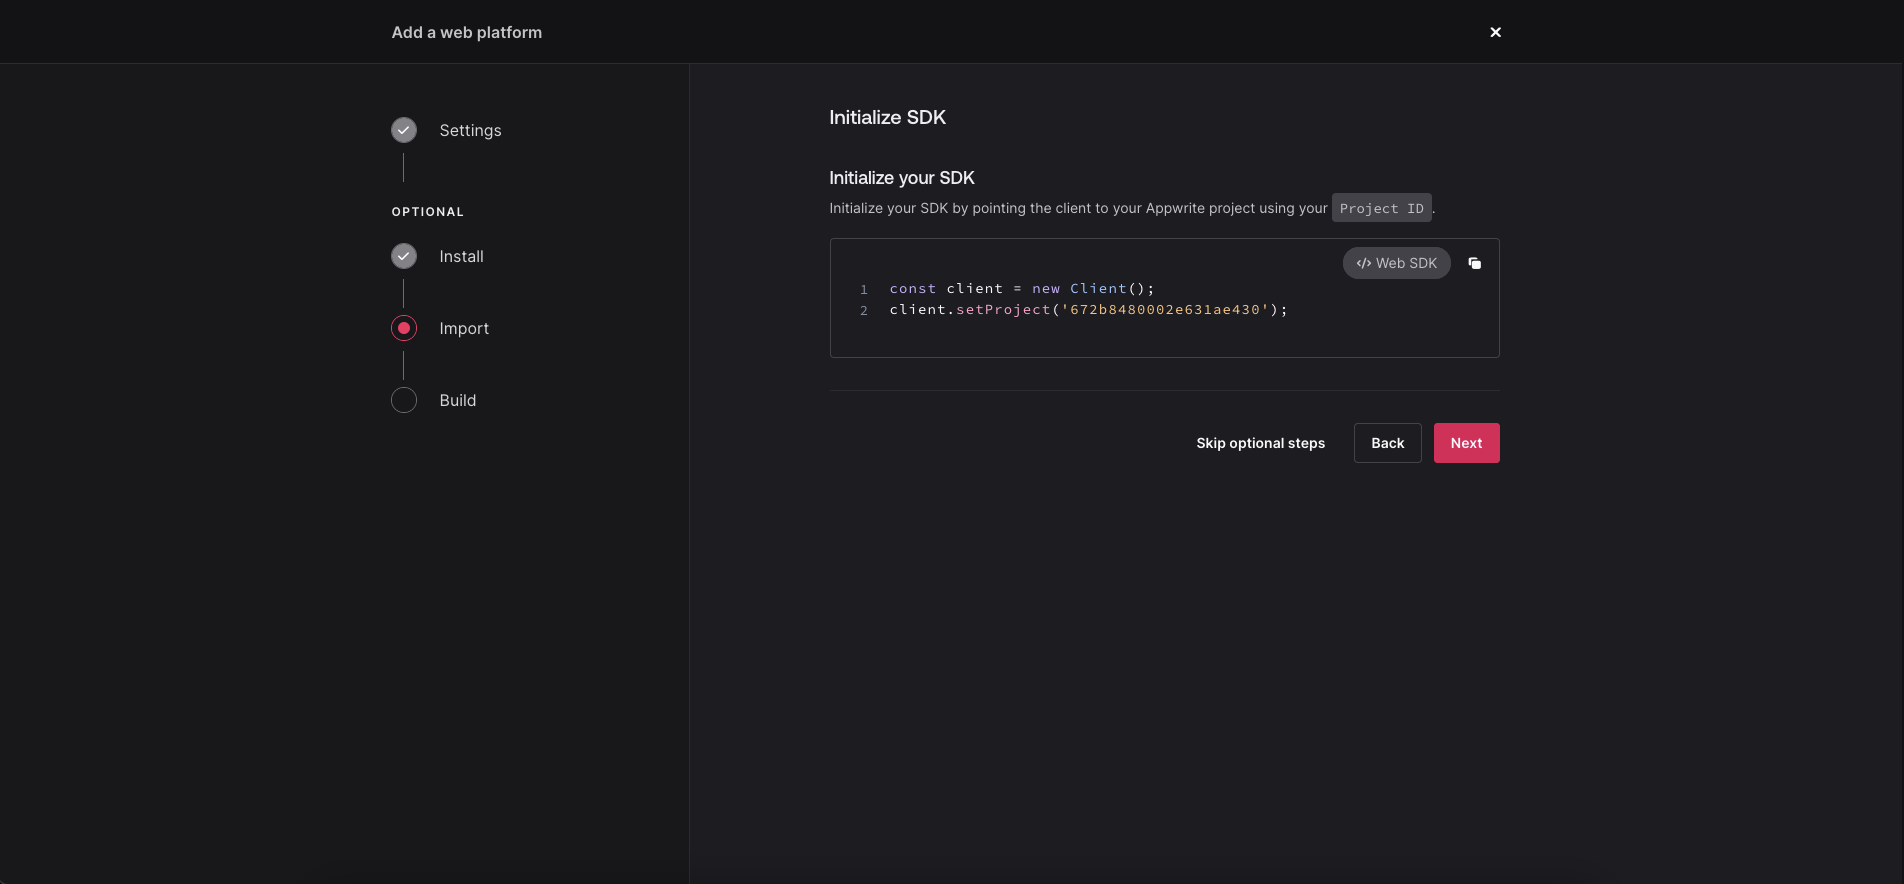 Add a web platform
Settings
OPTIONAL
Install
Import
Build
Initialize SDK
Initialize your SDK
Initialize your SDK by pointing the client to your Appwrite project using your Project ID.
</> Web SDK
1 const client = new Client();
2 client.setProject('672b8480002e631ae430');
Skip optional steps Back Next